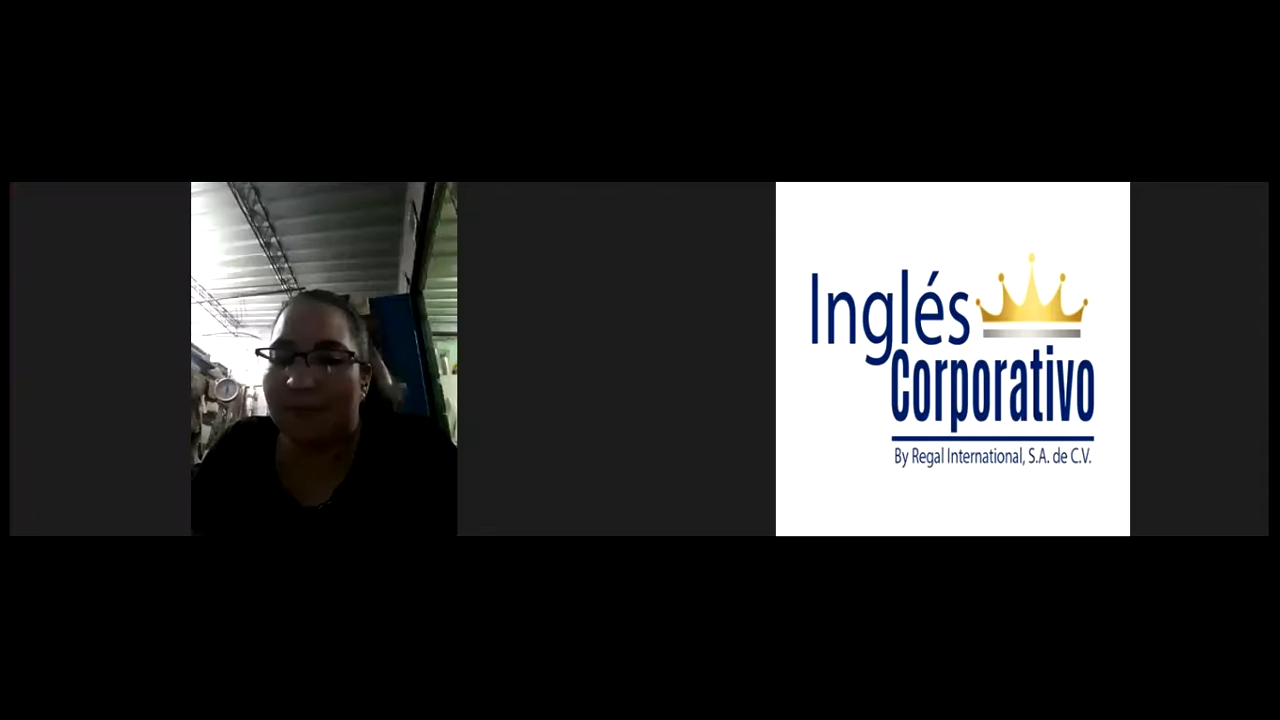 Inglés
Corporativo
By Regal International, S.A. de C.V.